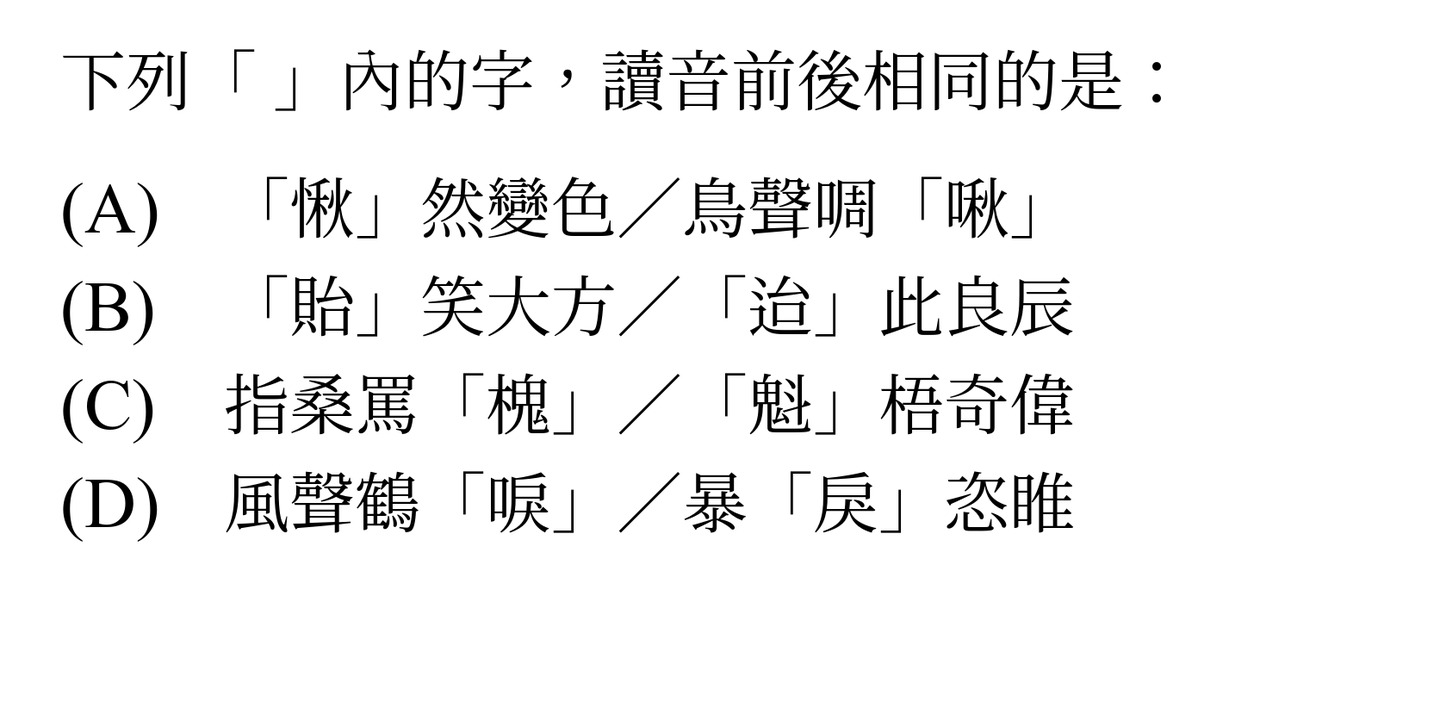 下列「 」內的字，讀音前後相同的是：
(A) 「愀」然變色／鳥聲啁「啾」
(B) 「貽」笑大方／「迨」此良辰
(C) 指桑罵「槐」／「魁」梧奇偉
(D) 風聲鶴「唳」／暴「戾」恣睢